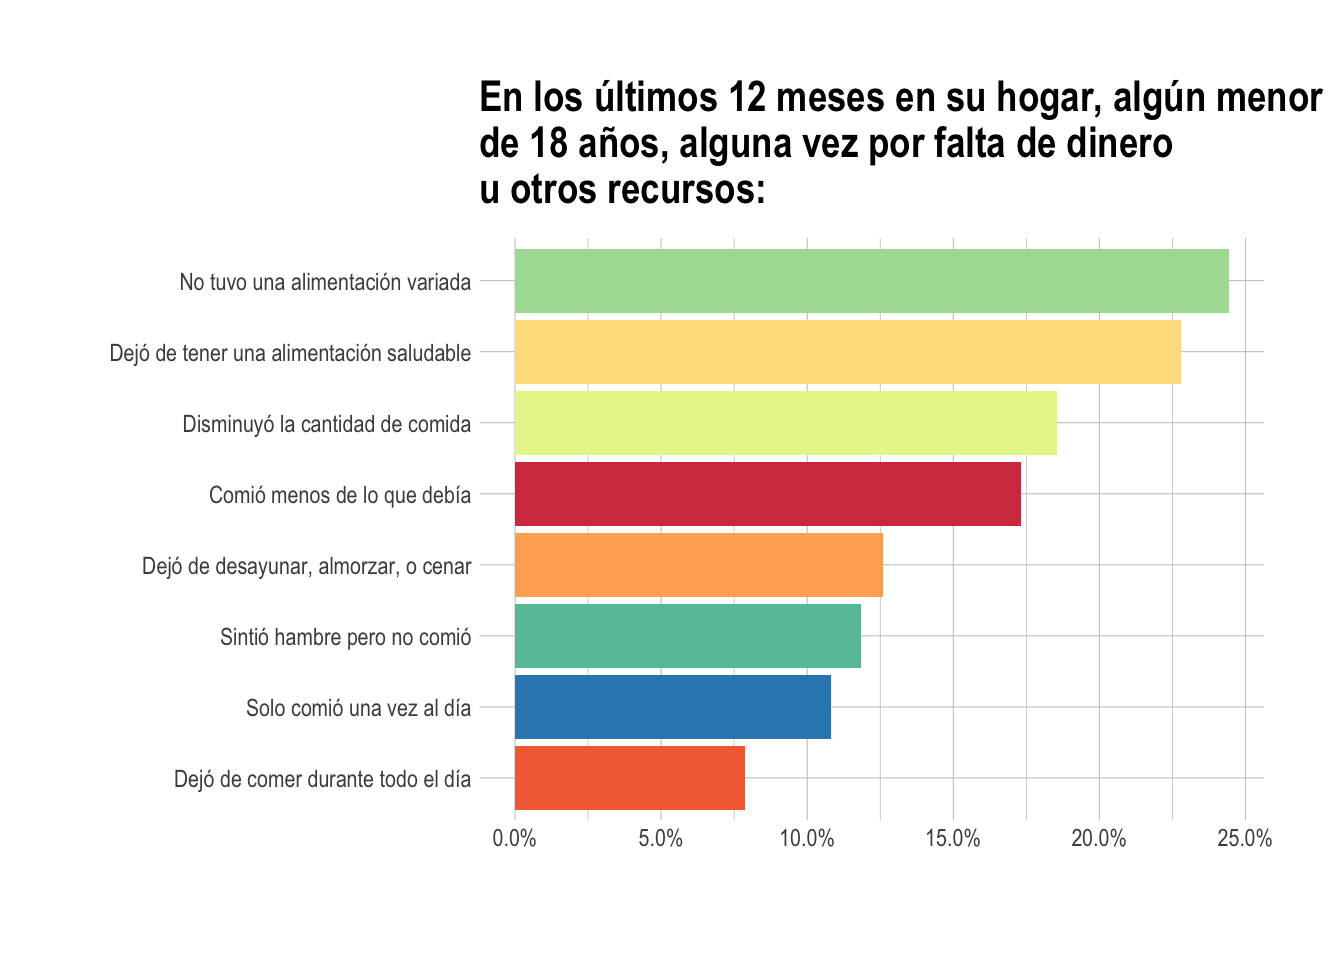 En los últimos 12 meses en su hogar, algún menor
de 18 años, alguna vez por falta de dinero
u otros recursos:
No tuvo una alimentación variada
Dejó de tener una alimentación saludable
Disminuyó la cantidad de comida
Comió menos de lo que debía
Dejó de desayunar, almorzar, o cenar
Sintió hambre pero no comió
Solo comió una vez al día
Dejó de comer durante todo el día
0.0% 5.0% 10.0% 15.0% 20.0% 25.0%